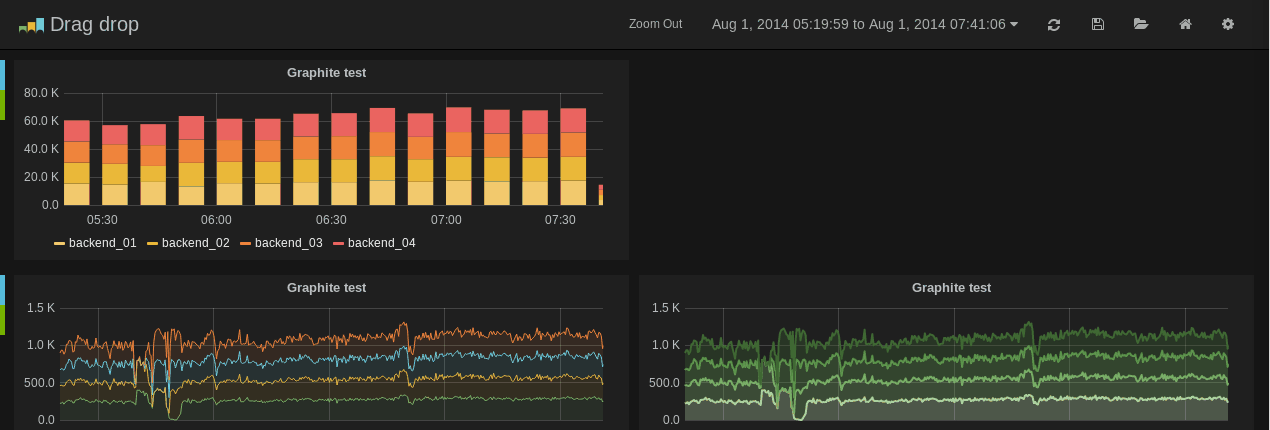 Drag drop
Zoom Out Aug 1, 2014 05:19:59 to Aug 1, 2014 07:41:06
Graphite test
80.0 K
60.0 K
40.0 K
20.0 K
0.0
05:30 06:00 06:30 07:00 07:30
backend_01 backend_02 backend_03 backend_04
Graphite test
1.5 K
1.0 K
500.0
0.0
Graphite test
1.5 K
1.0 K
500.0
0.0